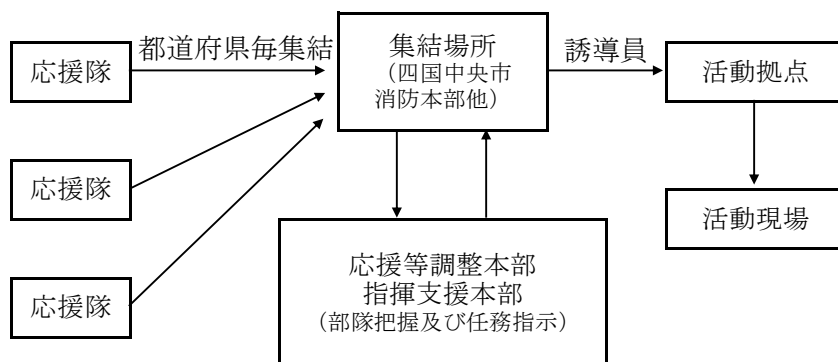 応援隊
都道府県毎集結
集結場所
（四国中央市
消防本部他）
誘導員
活動拠点
応援隊
活動現場
応援隊
応援等調整本部
指揮支援本部
（部隊把握及び任務指示）